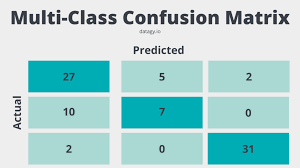 Multi-Class Confusion Matrix
datagy.io
Predicted
Actual
27 5 2
10 7 0
2 0 31